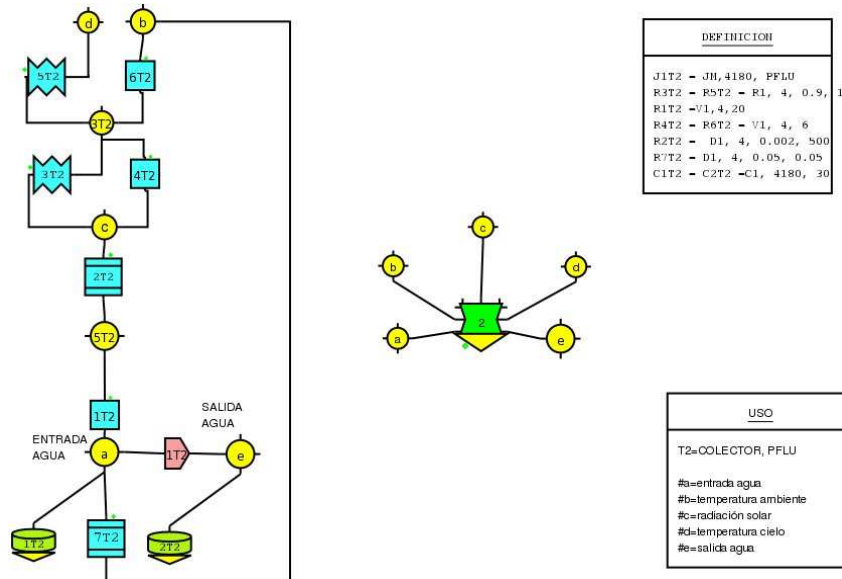 d
b
5T2
6T2
3T2
3T2
4T2
c
2T2
5T2
1T2
ENTRADA
AGUA
SALIDA
AGUA
a
1T2
e
1T2
7T2
2T2
c
b
d
2
a
e
DEFINICION
J1T2 - JM,4180, PFLU
R3T2 - R5T2 - R1, 4, 0.9, 1
R1T2 -V1,4,20
R4T2 - R6T2 - V1, 4, 6
R2T2 - D1, 4, 0.002, 500
R7T2 - D1, 4, 0.05, 0.05
C1T2 - C2T2 -C1, 4180, 30
USO
T2=COLECTOR, PFLU
#a=entrada agua
#b=temperatura ambiente
#c=radiación solar
#d=temperatura cielo
#e=salida agua